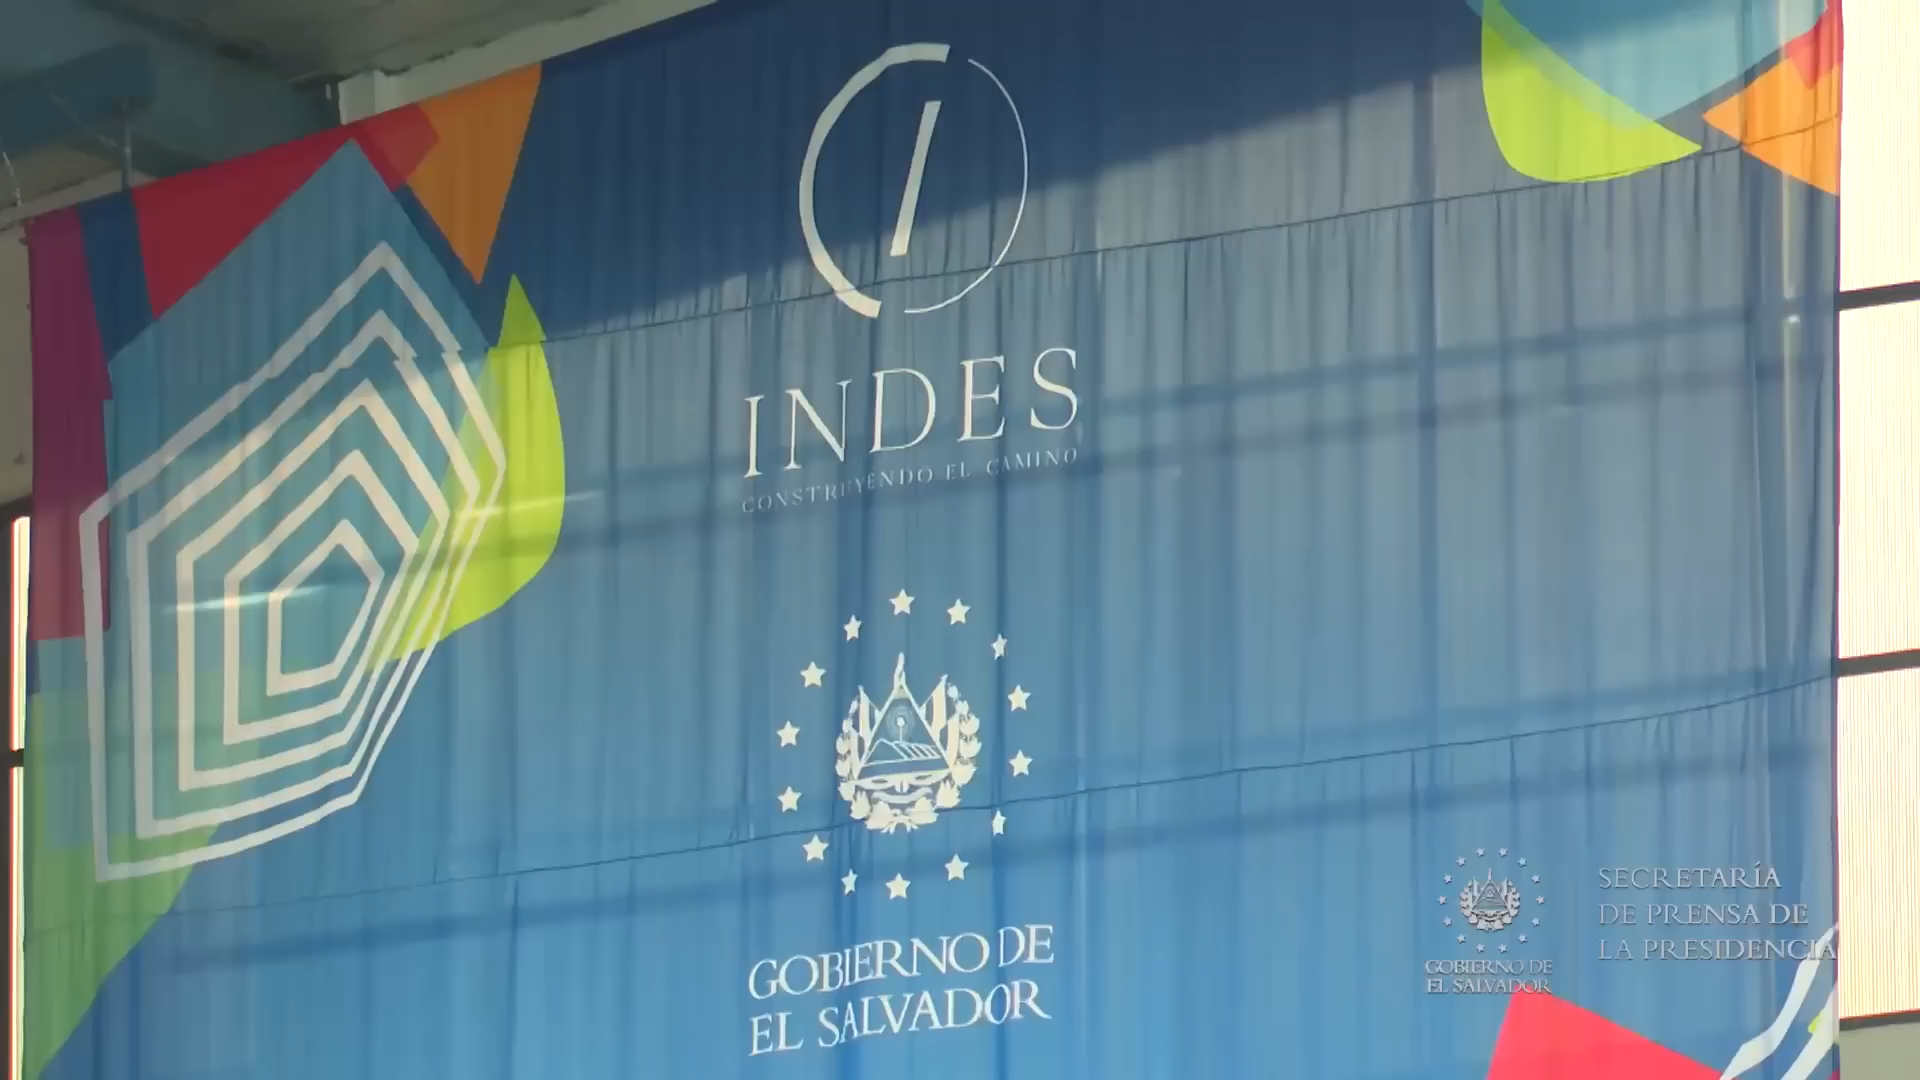 INDES
CONSTRUYENDO EL CAMINO
GOBIERNO DE
EL SALVADOR
GOBIERNO DE
EL SALVADOR
SECRETARÍA
DE PRENSA DE
LA PRESIDENCIA